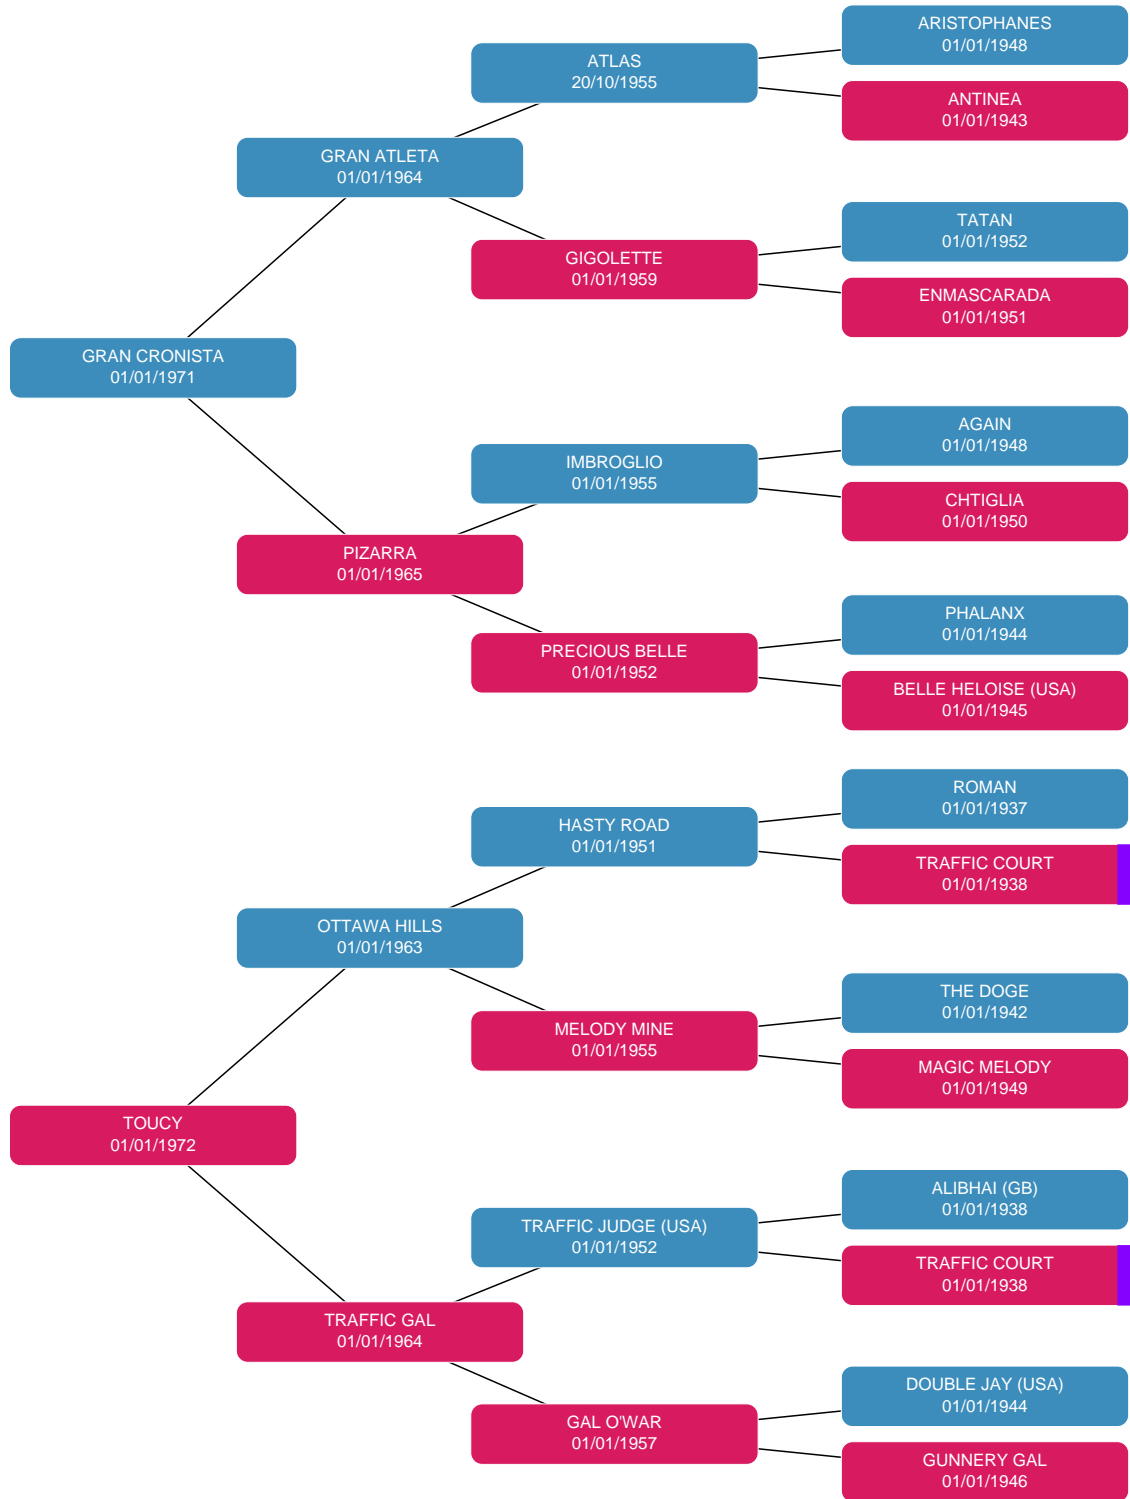 ARISTOPHANES
01/01/1948
ATLAS
20/10/1955
ANTINEA
01/01/1943
GRAN ATLETA
01/01/1964
TATAN
01/01/1952
GIGOLETTE
01/01/1959
ENMASCARADA
01/01/1951
GRAN CRONISTA
01/01/1971
AGAIN
01/01/1948
IMBROGLIO
01/01/1955
CHTIGLIA
01/01/1950
PIZARRA
01/01/1965
PHALANX
01/01/1944
PRECIOUS BELLE
01/01/1952
BELLE HELOISE (USA)
01/01/1945
ROMAN
01/01/1937
HASTY ROAD
01/01/1951
TRAFFIC COURT
01/01/1938
OTTAWA HILLS
01/01/1963
THE DOGE
01/01/1942
MELODY MINE
01/01/1955
MAGIC MELODY
01/01/1949
TOUCY
01/01/1972
ALIBHAI (GB)
01/01/1938
TRAFFIC JUDGE (USA)
01/01/1952
TRAFFIC COURT
01/01/1938
TRAFFIC GAL
01/01/1964
DOUBLE JAY (USA)
01/01/1944
GAL O'WAR
01/01/1957
GUNNERY GAL
01/01/1946